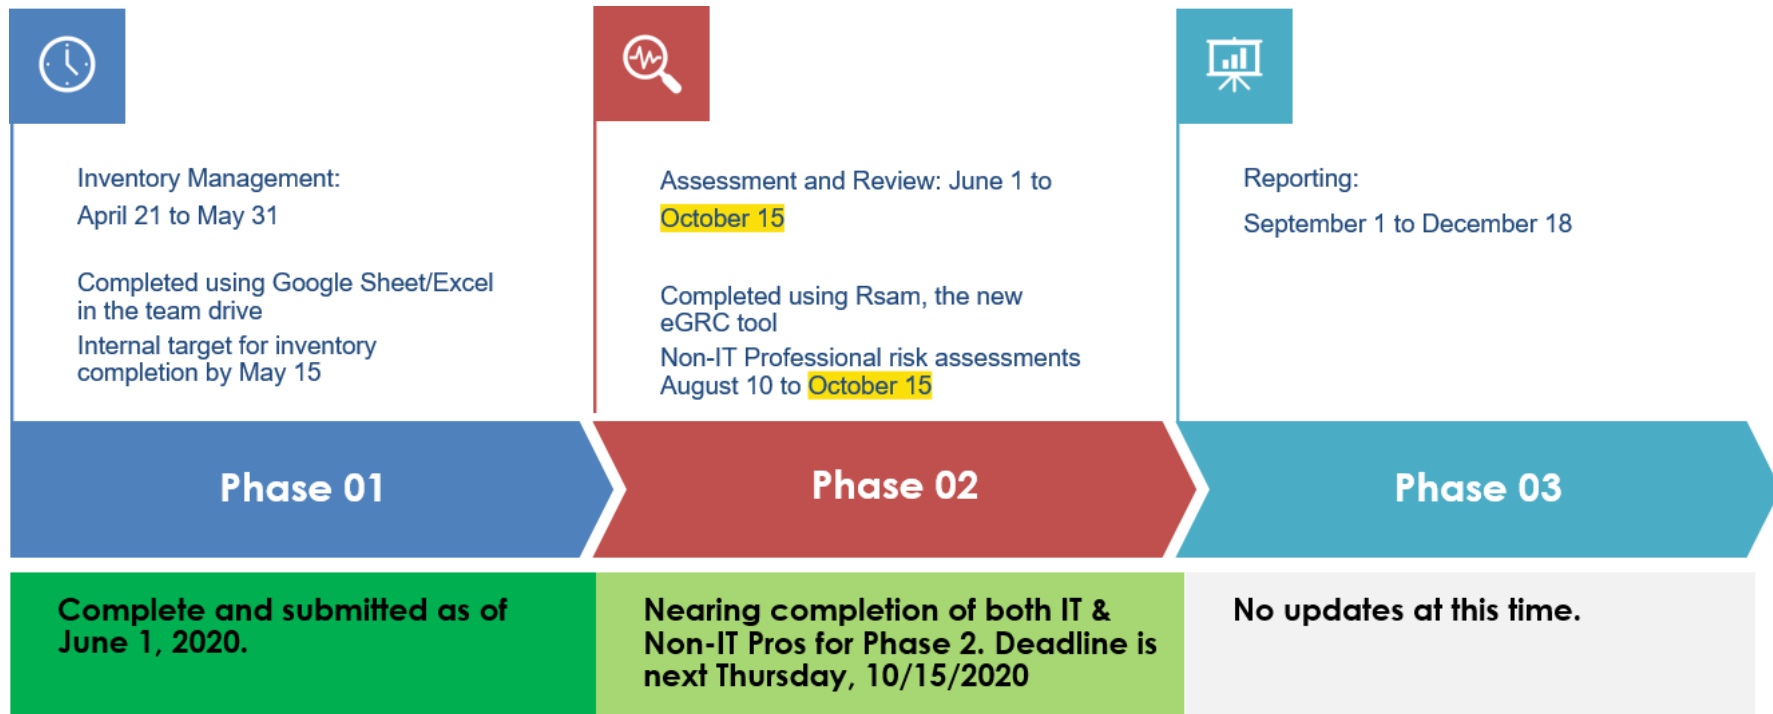 Inventory Management:
April 21 to May 31
Completed using Google Sheet/Excel
in the team drive
Internal target for inventory
completion by May 15
Assessment and Review: June 1 to
October 15
Completed using Rsam, the new
eGRC tool
Non-IT Professional risk assessments
August 10 to October 15
Reporting:
September 1 to December 18
Phase 01
Phase 02
Phase 03
Complete and submitted as of
June 1, 2020.
Nearing completion of both IT &
Non-IT Pros for Phase 2. Deadline is
next Thursday, 10/15/2020
No updates at this time.